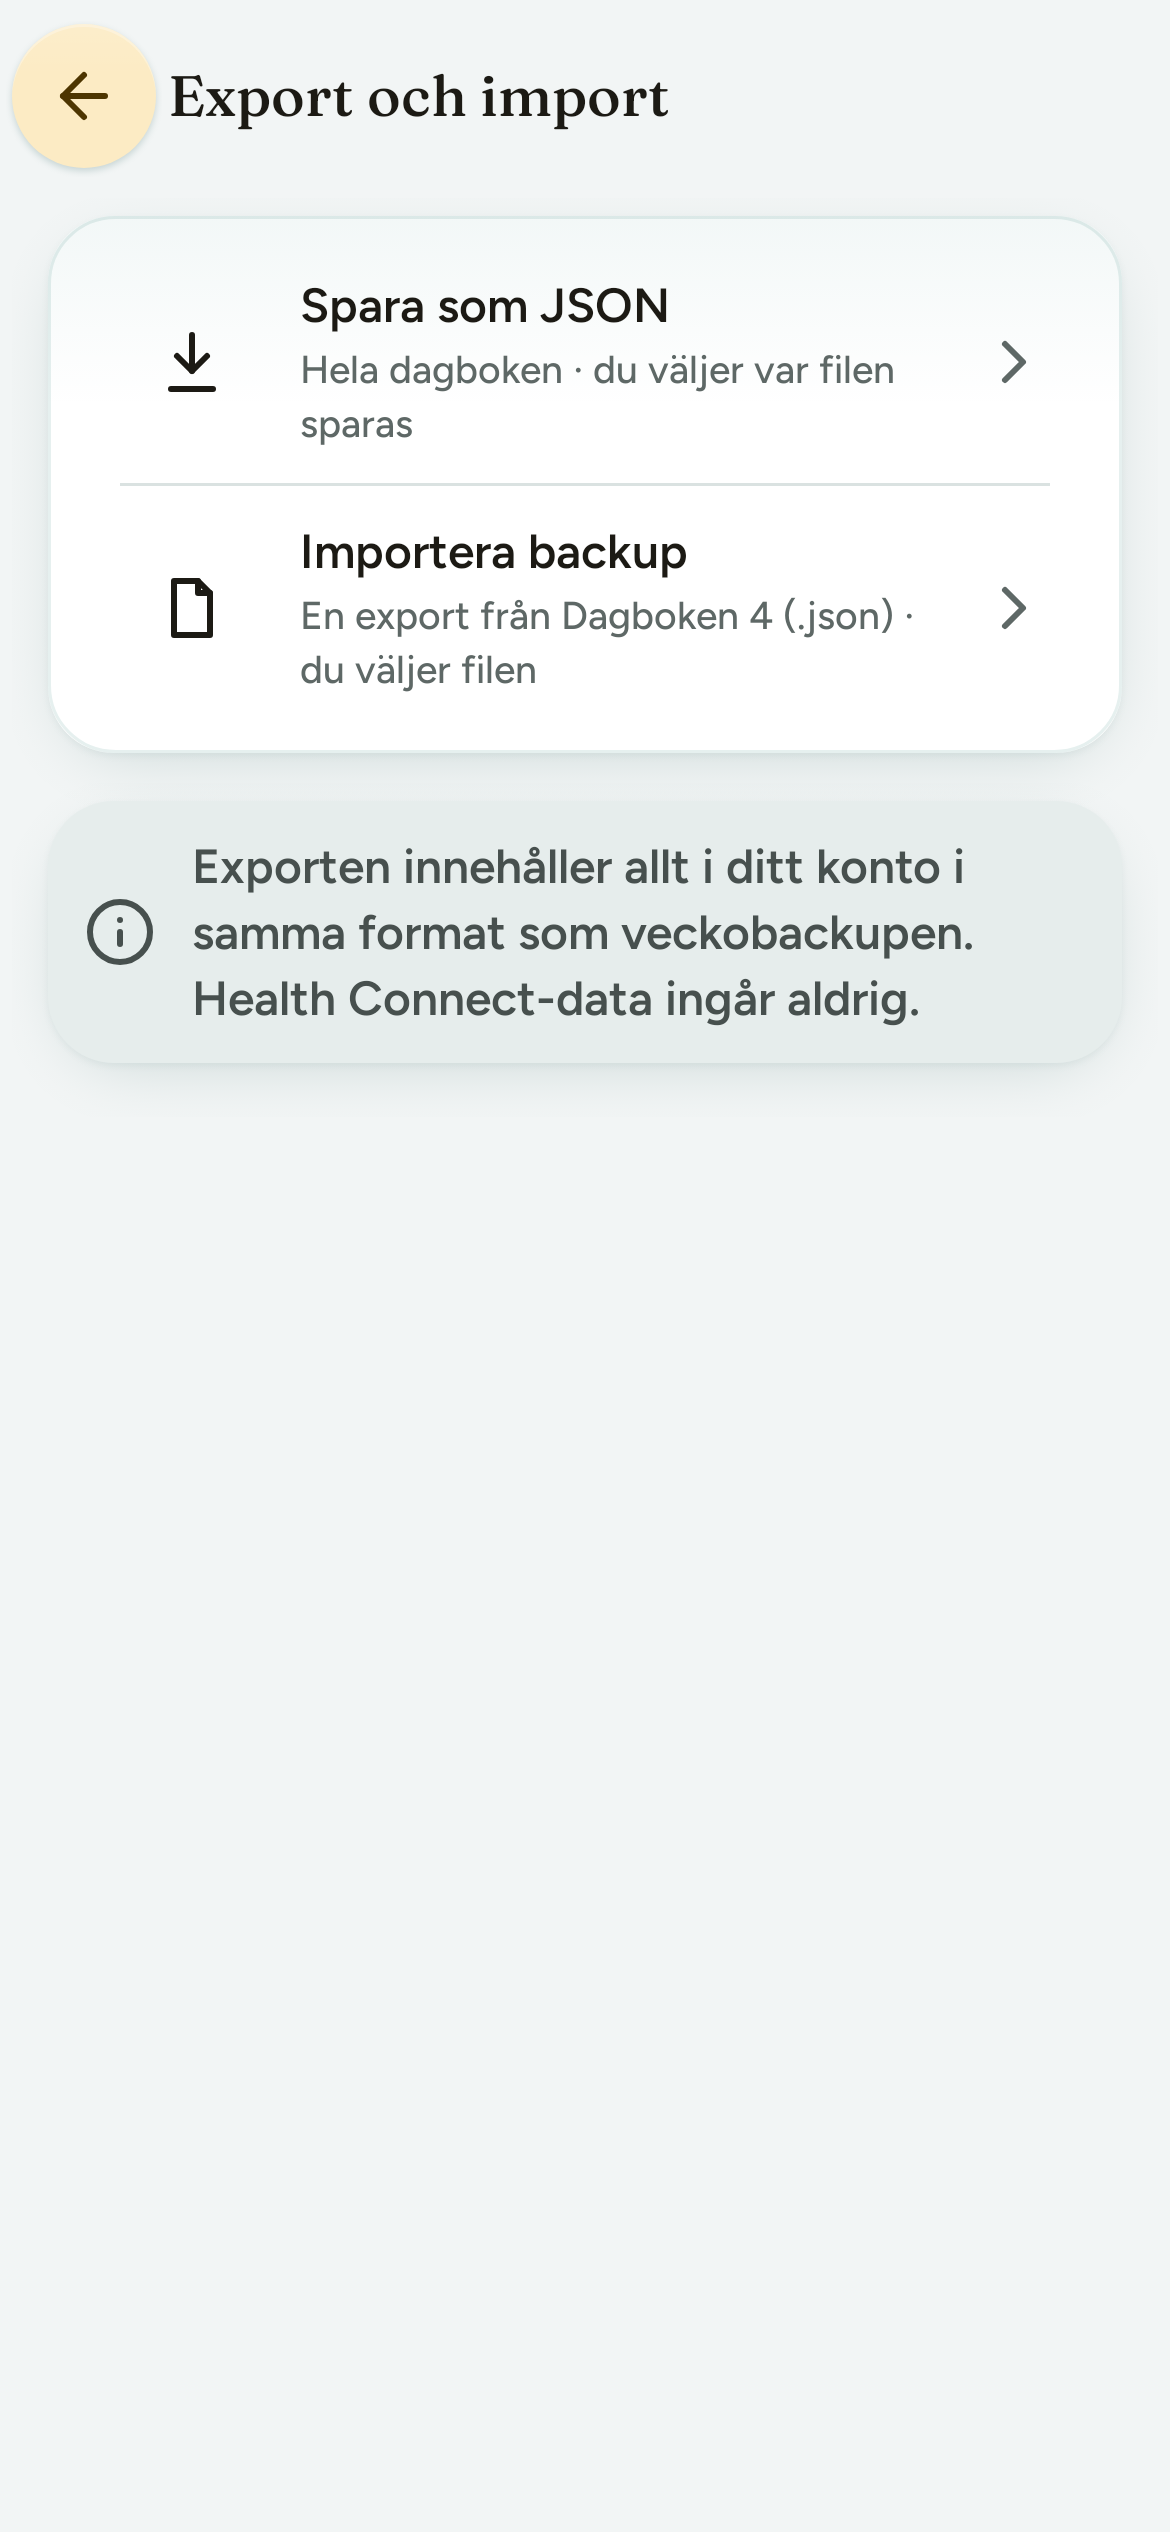 Export och import
Spara som JSON
Hela dagboken · du väljer var filen
sparas
Importera backup
En export från Dagboken 4 (.json) ·
du väljer filen
Exporten innehåller allt i ditt konto i
samma format som veckobackupen.
Health Connect-data ingår aldrig.